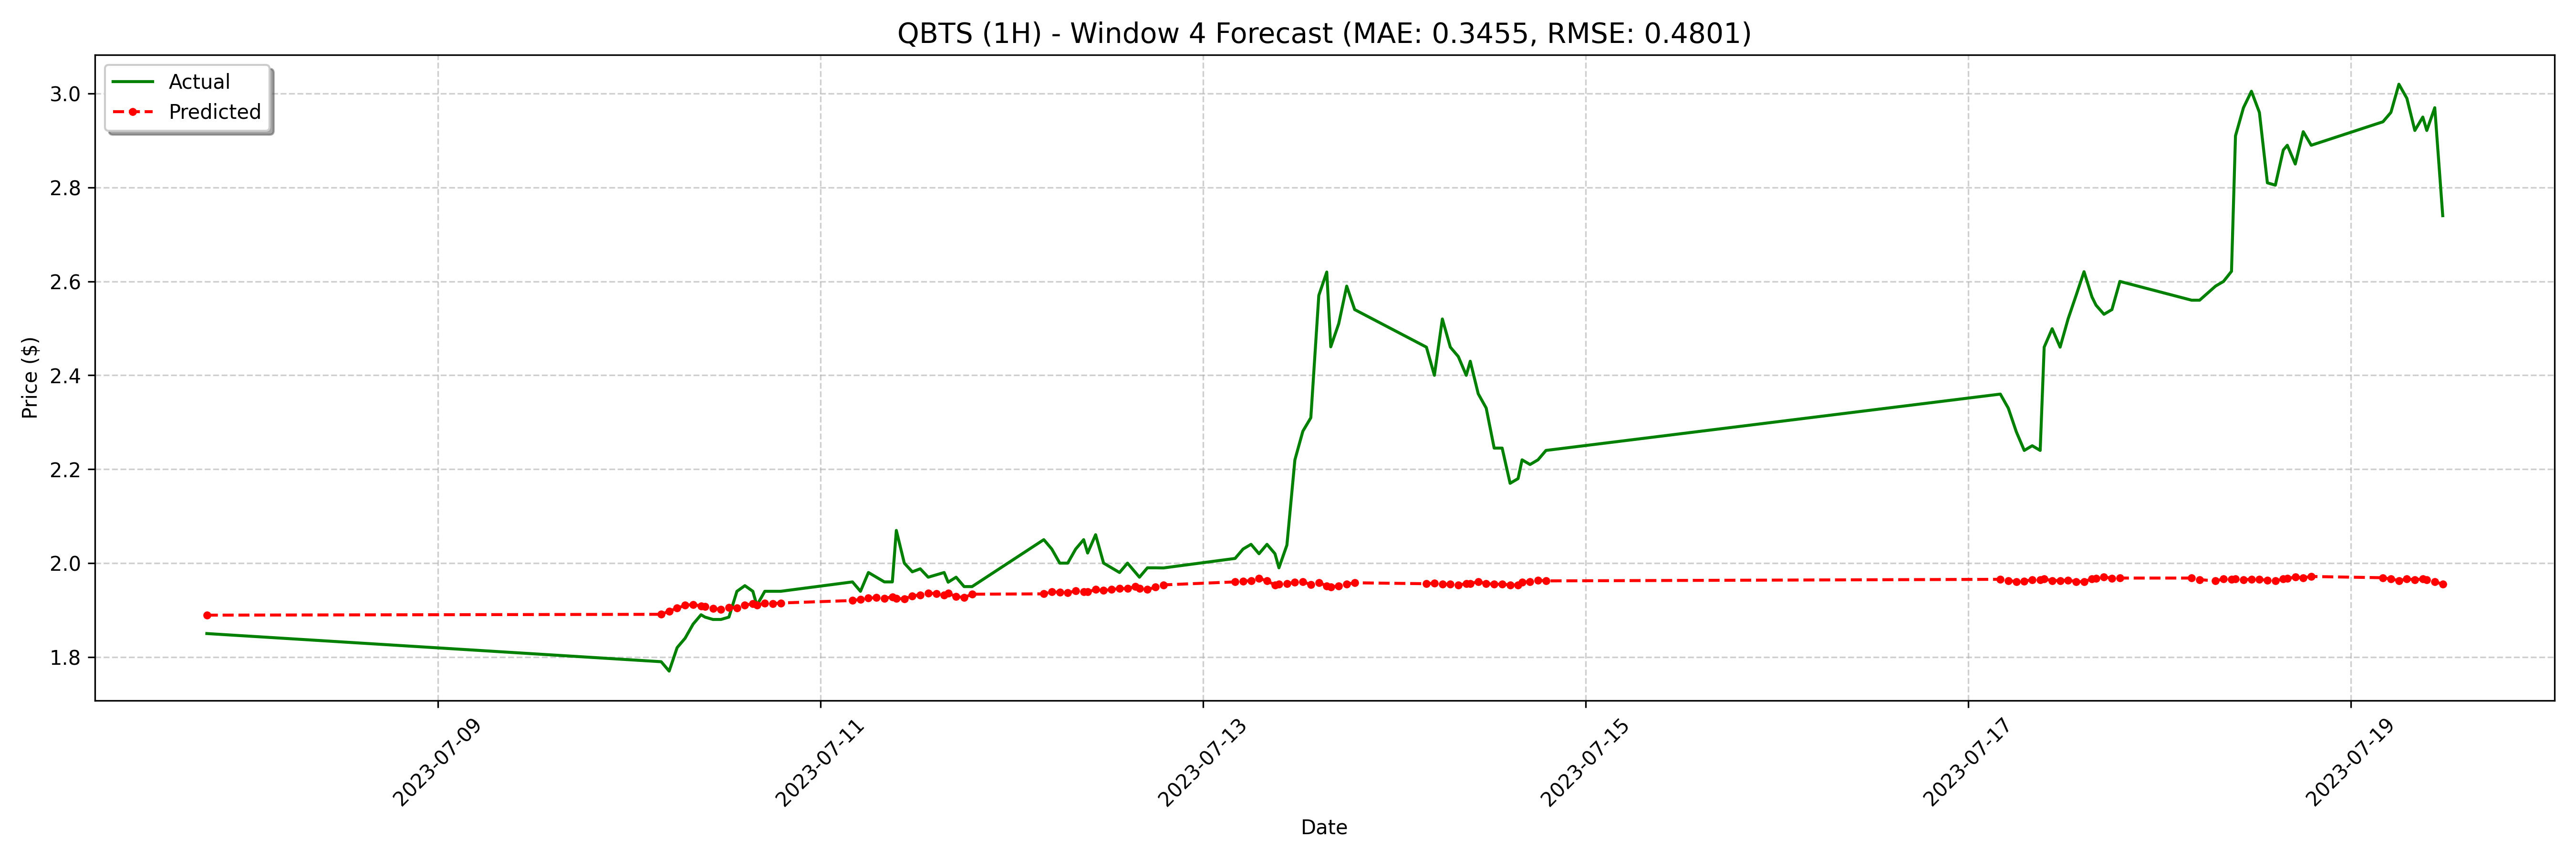 QBTS (1H) - Window 4 Forecast (MAE: 0.3455, RMSE: 0.4801)
Actual
Predicted
Price ($)
3.0
2.8
2.6
2.4
2.2
2.0
1.8
2023-07-09
2023-07-11
2023-07-13
2023-07-15
2023-07-17
2023-07-19
Date